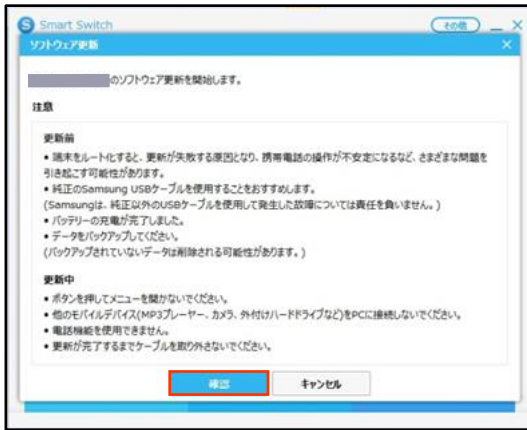 Smart Switch
その他
ソフトウェア更新
のソフトウェア更新を開始します。
注意
更新前
• 端末をルート化すると、更新が失敗する原因となり、携帯電話の操作が不安定になるなど、さまざまな問題を
引き起こす可能性があります。
• 純正のSamsung USBケーブルを使用することをおすすめします。
(Samsungは、純正以外のUSBケーブルを使用して発生した故障については責任を負いません。)
• バッテリーの充電が完了しました。
• データをバックアップしてください。
(バックアップされていないデータは削除される可能性があります。)
更新中
• ボタンを押してメニューを開かないでください。
• 他のモバイルデバイス(MP3プレーヤー、カメラ、外付けハードドライブなど)をPCに接続しないでください。
• 電話機能を使用できません。
• 更新が完了するまでケーブルを取り外さないでください。
確認
キャンセル